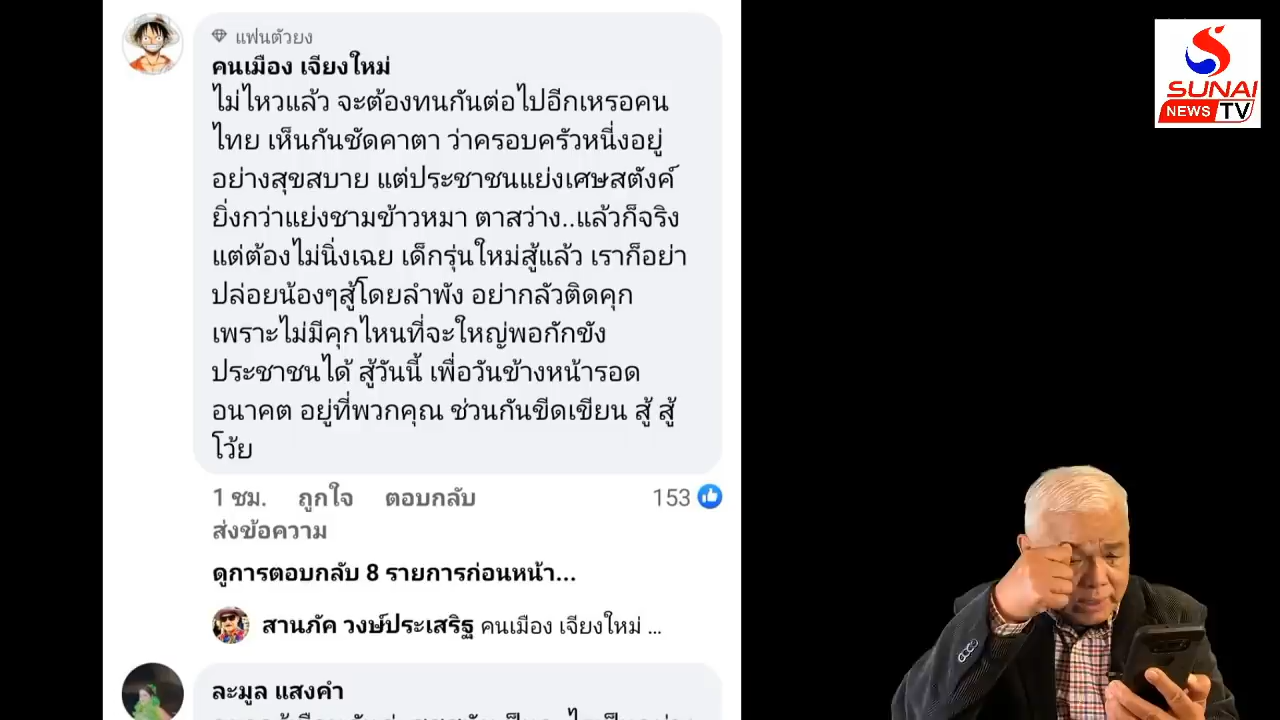 แฟนตัวยง
คนเมือง เจียงใหม่
ไม่ไหวแล้ว จะต้องทนกันต่อไปอีกเหรอคน
ไทย เห็นกันชัดคาตา ว่าครอบครัวหนี่งอยู่
อย่างสุขสบาย แต่ประชาชนแย่งเศษสตังค์
ยิ่งกว่าแย่งชามข้าวหมา ตาสว่าง..แล้วก็จริง
แต่ต้องไม่นิ่งเฉย เด็กรุ่นใหม่สู้แล้ว เราก็อย่า
ปล่อยน้องๆสู้โดยลำพัง อย่ากลัวติดคุก
เพราะไม่มีคุกไหนที่จะใหญ่พอกักขัง
ประชาชนได้ สู้วันนี้ เพื่อวันข้างหน้ารอด
อนาคต อยู่ที่พวกคุณ ช่วนกันขีดเขียน สู้ สู้
โว้ย
1 ชม. ถูกใจ ตอบกลับ 153
ส่งข้อความ
ดูการตอบกลับ 8 รายการก่อนหน้า...
สานภัค วงษ์ประเสริฐ คนเมือง เจียงใหม่ ...
ละมูล แสงคำ
SUNAI
NEWS TV